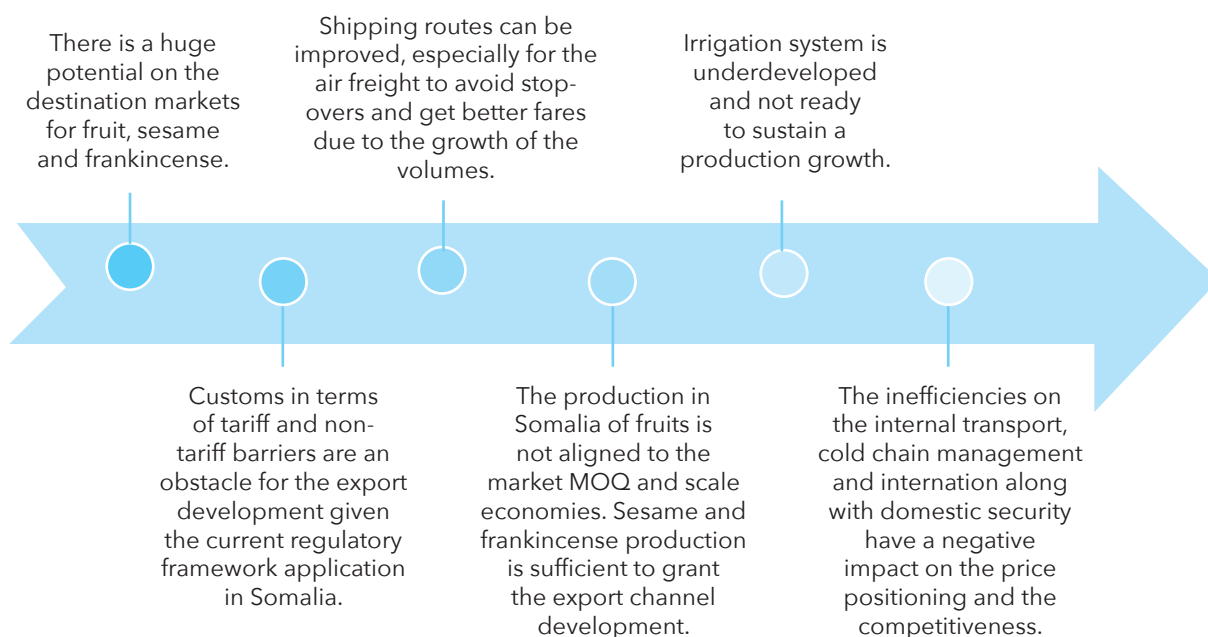 There is a huge
potential on the
destination markets
for fruit, sesame
and frankincense.
Customs in terms
of tariff and non-
tariff barriers are an
obstacle for the export
development given
the current regulatory
framework application
in Somalia.
Shipping routes can be
improved, especially for the
air freight to avoid stop-
overs and get better fares
due to the growth of the
volumes.
The production in
Somalia of fruits is
not aligned to the
market MOQ and scale
economies. Sesame and
frankincense production
is sufficient to grant
the export channel
development.
Irrigation system is
underdeveloped
and not ready
to sustain a
production growth.
The inefficiencies on
the internal transport,
cold chain management
and internation along
with domestic security
have a negative
impact on the price
positioning and the
competitiveness.